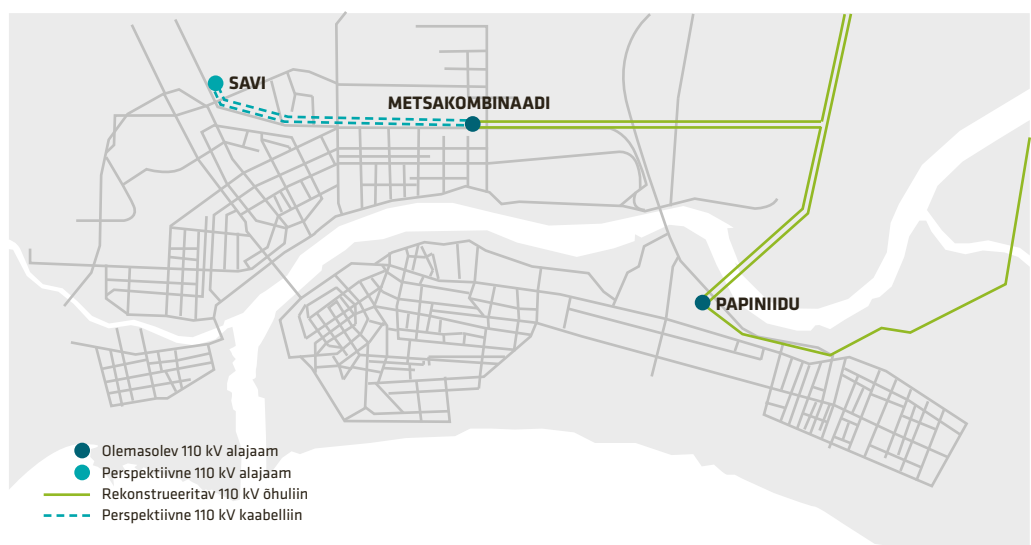 SAVI
METSAKOMBINAADI
PAPINIIDU
Olemasolev 110 kV alajaam
Perspektiivne 110 kV alajaam
Rekonstrueeritav 110 kV õhuliin
Perspektiivne 110 kV kaabelliin